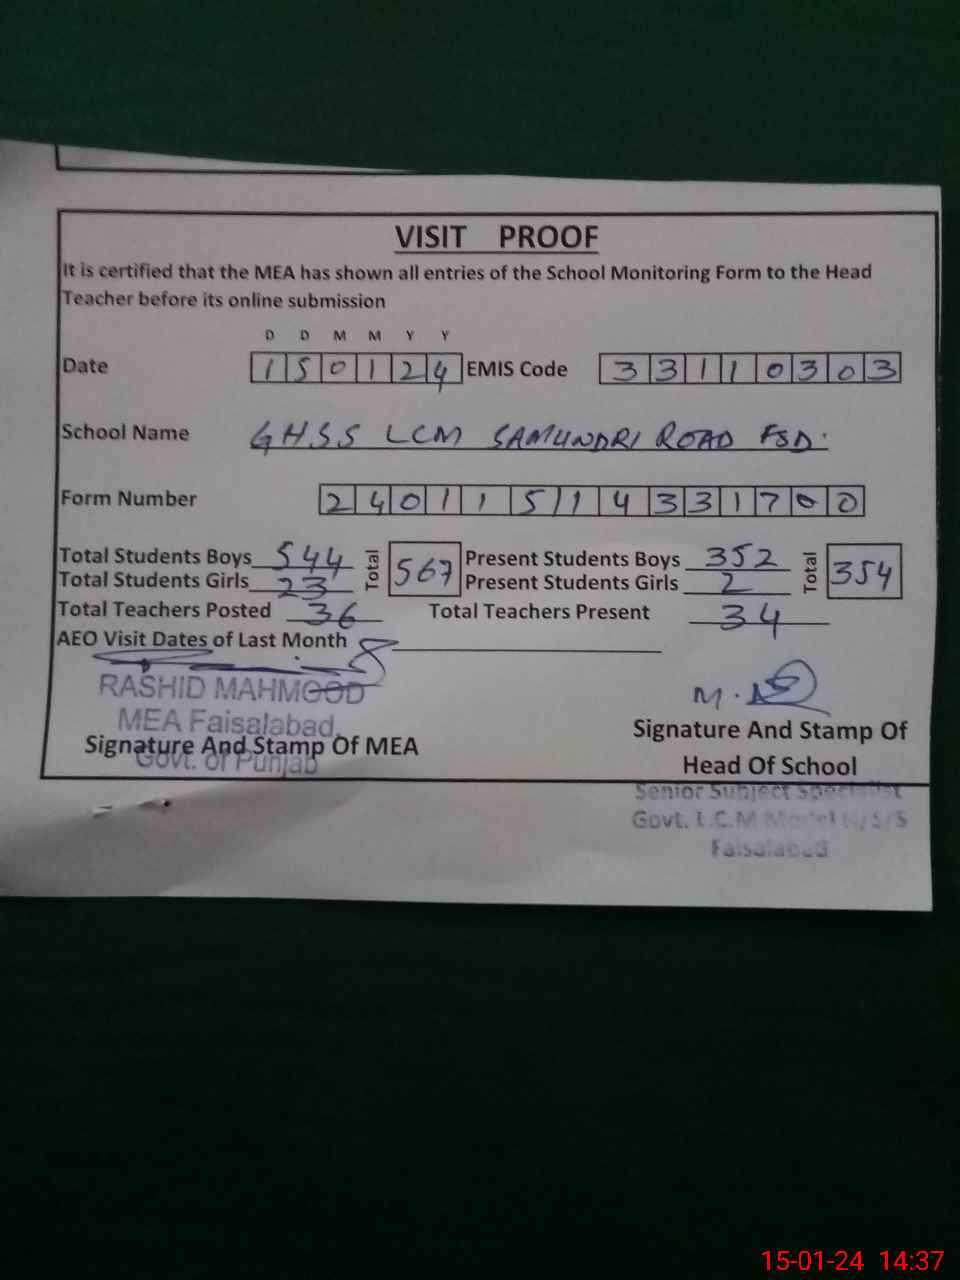 VISIT PROOF
It is certified that the MEA has shown all entries of the School Monitoring Form to the Head
Teacher before its online submission
D D M M Y Y
Date 150124 EMIS Code 33110303
School Name GHSS LCM SAMUNDRI ROAD FSD.
Form Number 24011514331700
Total Students Boys 544 Total 567 Present Students Boys 352 Total 354
Total Students Girls 23 Present Students Girls 2
Total Teachers Posted 36 Total Teachers Present 34
AEO Visit Dates of Last Month
RASHID MAHMOOD
MEA Faisalabad
Govt. of Punjab
Signature And Stamp Of MEA
Signature And Stamp Of
Head Of School
Senior Subject Specialist
Govt. L.C.M Model H/S/S
Faisalabad
15-01-24 14:37